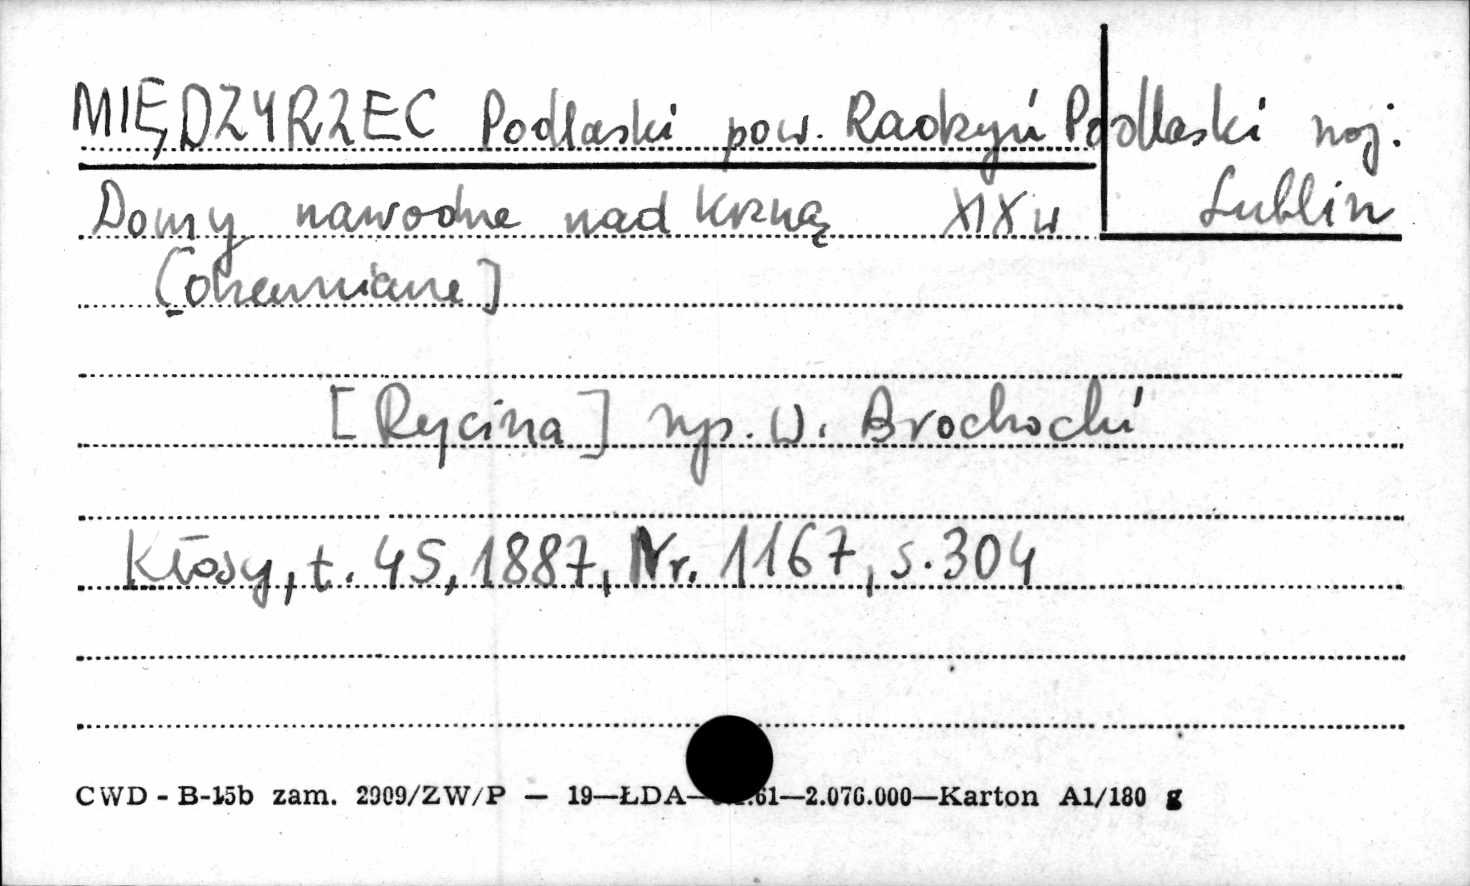 MIĘDZYRZEC Podlaski pow. Radzyń Podlaski woj.
Lublin
Domy nawodne nad Krzną XIX w
[drewniane]
[Rycina] rys. W. Brochocki
Kłosy, t. 45, 1887, Nr. 1167, s. 304
CWD - B-15b zam. 2909/ZW/P — 19—ŁDA— 61—2.076.000—Karton A1/180 g